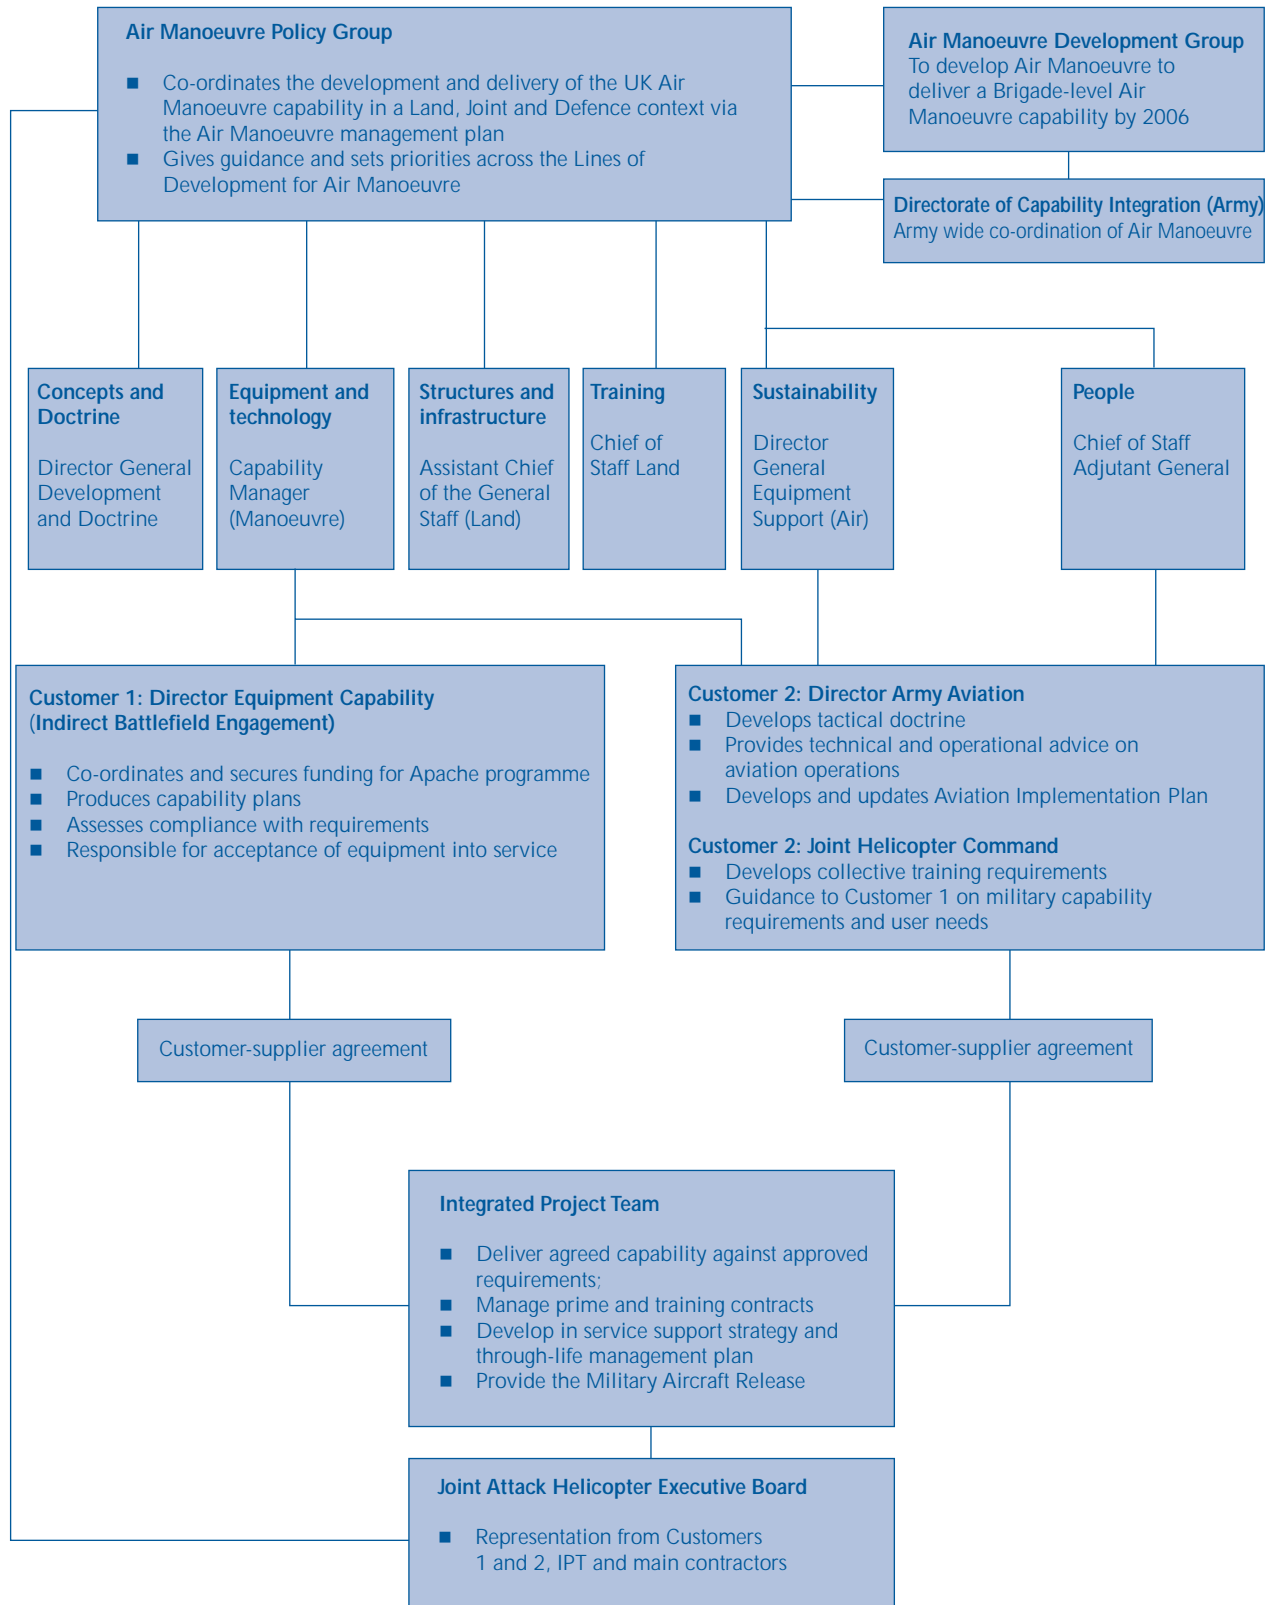 Air Manoeuvre Policy Group
■ Co-ordinates the development and delivery of the UK Air
Manoeuvre capability in a Land, Joint and Defence context via
the Air Manoeuvre management plan
■ Gives guidance and sets priorities across the Lines of
Development for Air Manoeuvre
Air Manoeuvre Development Group
To develop Air Manoeuvre to
deliver a Brigade-level Air
Manoeuvre capability by 2006
Directorate of Capability Integration (Army)
Army wide co-ordination of Air Manoeuvre
Concepts and
Doctrine
Director General
Development
and Doctrine
Equipment and
technology
Capability
Manager
(Manoeuvre)
Structures and
infrastructure
Assistant Chief
of the General
Staff (Land)
Training
Chief of
Staff Land
Sustainability
Director
General
Equipment
Support (Air)
People
Chief of Staff
Adjutant General
Customer 1: Director Equipment Capability
(Indirect Battlefield Engagement)
■ Co-ordinates and secures funding for Apache programme
■ Produces capability plans
■ Assesses compliance with requirements
■ Responsible for acceptance of equipment into service
Customer 2: Director Army Aviation
■ Develops tactical doctrine
■ Provides technical and operational advice on
aviation operations
■ Develops and updates Aviation Implementation Plan
Customer 2: Joint Helicopter Command
■ Develops collective training requirements
■ Guidance to Customer 1 on military capability
requirements and user needs
Customer-supplier agreement
Customer-supplier agreement
Integrated Project Team
■ Deliver agreed capability against approved
requirements;
■ Manage prime and training contracts
■ Develop in service support strategy and
through-life management plan
■ Provide the Military Aircraft Release
Joint Attack Helicopter Executive Board
■ Representation from Customers
1 and 2, IPT and main contractors